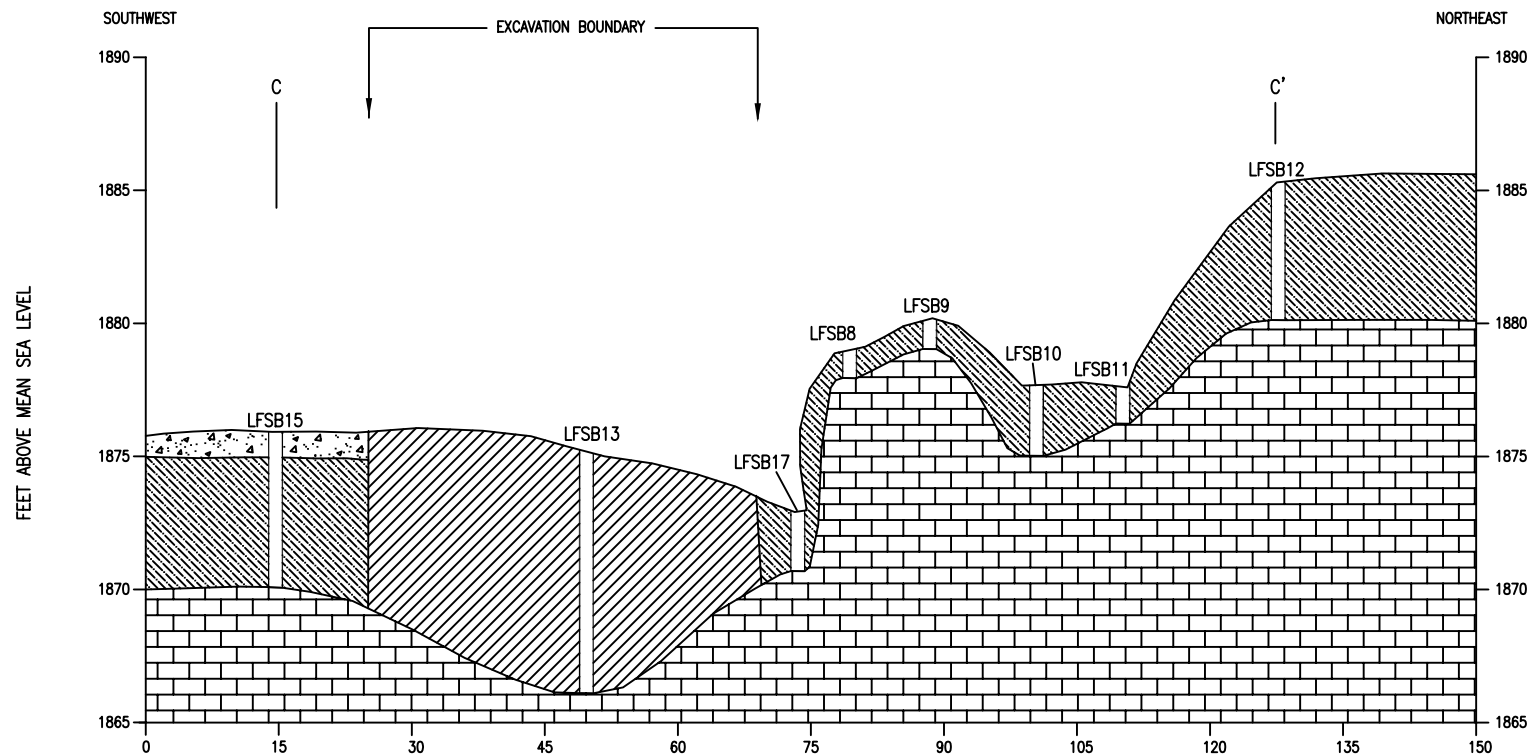 SOUTHWEST
NORTHEAST
EXCAVATION BOUNDARY
1890
1890
C
C'
LFSB12
1885
1885
FEET ABOVE MEAN SEA LEVEL
LFSB9
1880
1880
LFSB8
LFSB10
LFSB11
LFSB15
LFSB13
1875
1875
LFSB17
1870
1870
1865
1865
0
15
30
45
60
75
90
105
120
135
150